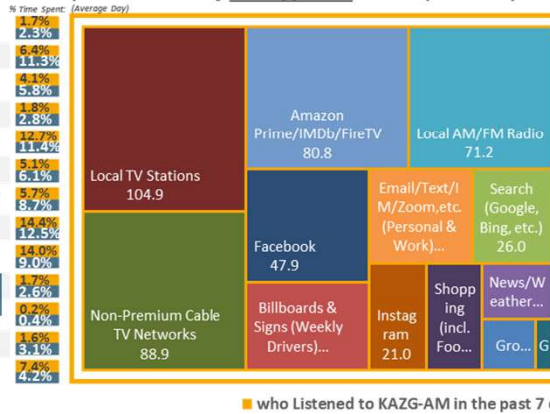 % Time Spent: (Average Day)
1.7%
2.3%
6.4%
11.3%
4.1%
5.8%
1.8%
2.8%
12.7%
11.4%
5.1%
6.1%
5.7%
8.7%
14.4%
12.5%
14.0%
9.0%
1.7%
2.6%
0.2%
0.4%
1.6%
3.1%
7.4%
4.2%
Local TV Stations
104.9
Non-Premium Cable
TV Networks
88.9
Amazon
Prime/IMDb/FireTV
80.8
Local AM/FM Radio
71.2
Facebook
47.9
Billboards &
Signs (Weekly
Drivers)...
Email/Text/I
M/Zoom,etc.
(Personal &
Work)...
Search
(Google,
Bing, etc.)
26.0
Instag
ram
21.0
Shopp
ing
(incl.
Foo...
News/W
eather...
Gro...
G
who Listened to KAZG-AM in the past 7